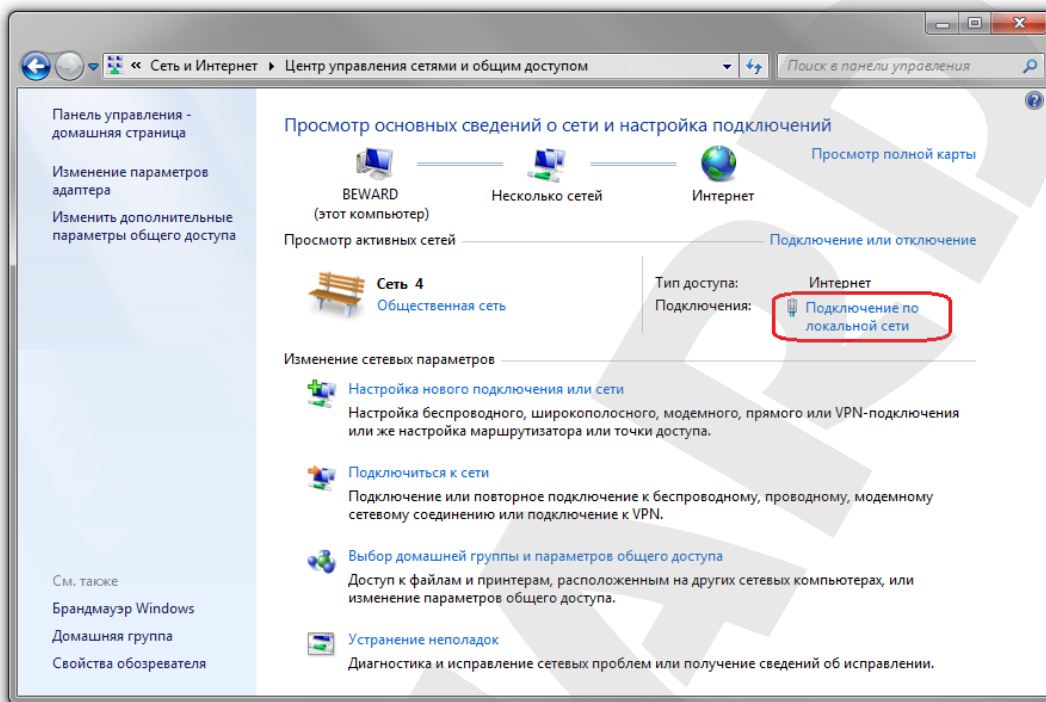 « Сеть и Интернет ▸ Центр управления сетями и общим доступом
Поиск в панели управления
Панель управления -
домашняя страница
Изменение параметров
адаптера
Изменить дополнительные
параметры общего доступа
См. также
Брандмауэр Windows
Домашняя группа
Свойства обозревателя
Просмотр основных сведений о сети и настройка подключений
Просмотр полной карты
BEWARD
(этот компьютер)
Несколько сетей
Интернет
Просмотр активных сетей
Подключение или отключение
Сеть 4
Общественная сеть
Тип доступа: Интернет
Подключения: Подключение по
локальной сети
Изменение сетевых параметров
Настройка нового подключения или сети
Настройка беспроводного, широкополосного, модемного, прямого или VPN-подключения
или же настройка маршрутизатора или точки доступа.
Подключиться к сети
Подключение или повторное подключение к беспроводному, проводному, модемному
сетевому соединению или подключение к VPN.
Выбор домашней группы и параметров общего доступа
Доступ к файлам и принтерам, расположенным на других сетевых компьютерах, или
изменение параметров общего доступа.
Устранение неполадок
Диагностика и исправление сетевых проблем или получение сведений об исправлении.